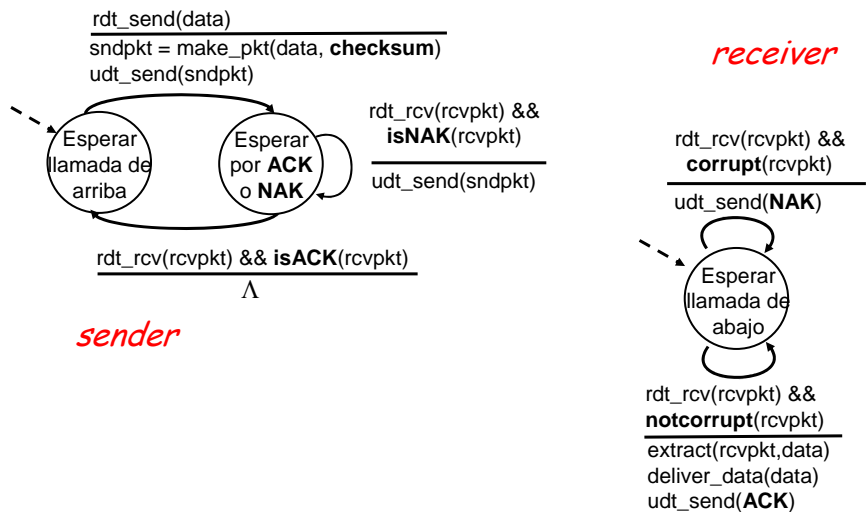 rdt_send(data)
sndpkt = make_pkt(data, checksum)
udt_send(sndpkt)
Esperar
llamada de
arriba
Esperar
por ACK
o NAK
rdt_rcv(rcvpkt) &&
isNAK(rcvpkt)
udt_send(sndpkt)
rdt_rcv(rcvpkt) && isACK(rcvpkt)
Λ
sender
receiver
rdt_rcv(rcvpkt) &&
corrupt(rcvpkt)
udt_send(NAK)
Esperar
llamada de
abajo
rdt_rcv(rcvpkt) &&
notcorrupt(rcvpkt)
extract(rcvpkt,data)
deliver_data(data)
udt_send(ACK)